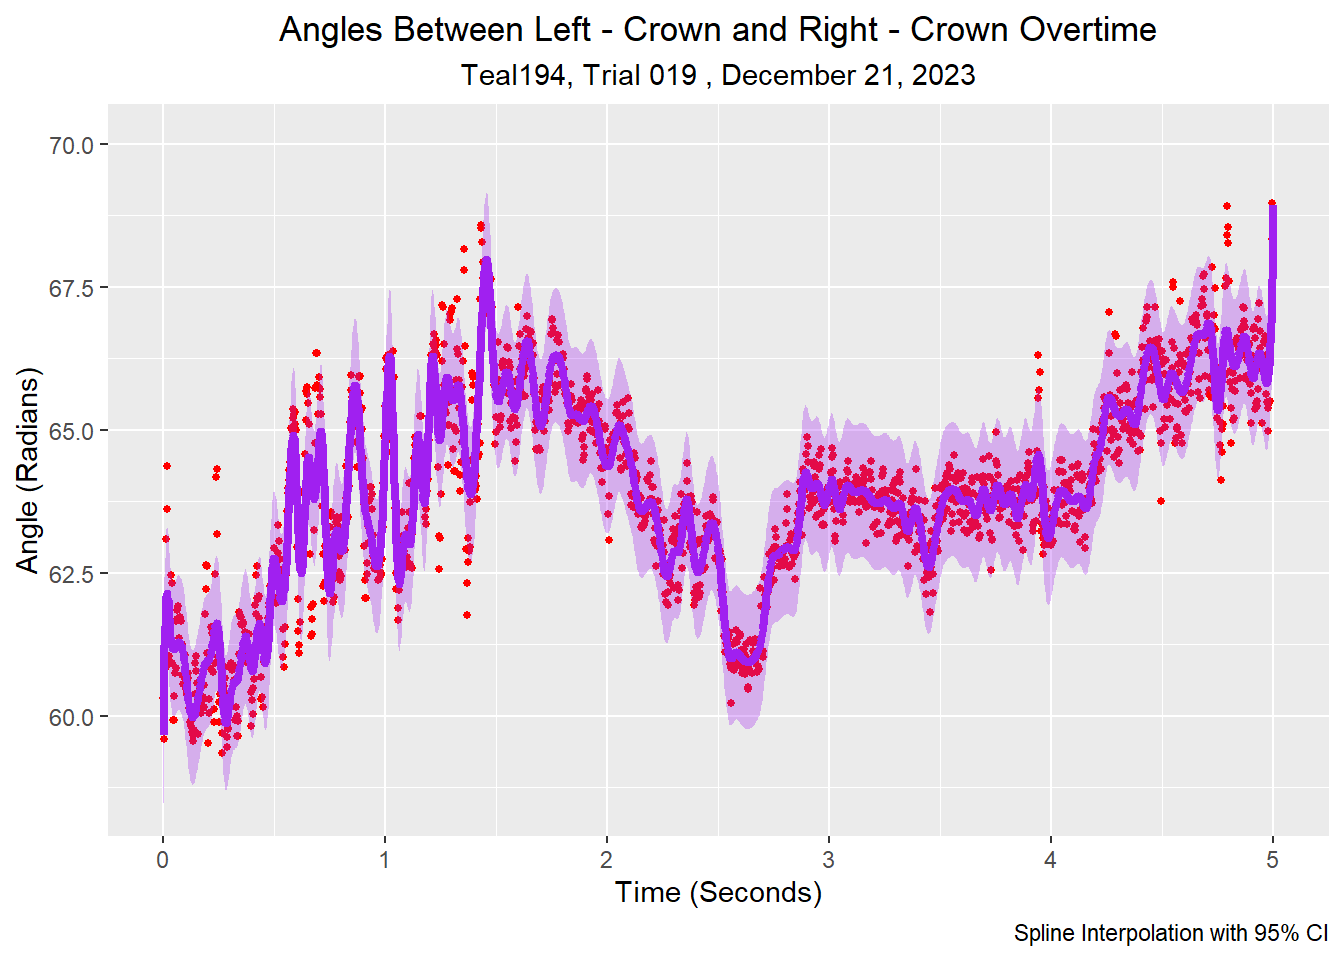 Angles Between Left - Crown and Right - Crown Overtime
Teal194, Trial 019 , December 21, 2023
Angle (Radians)
70.0
67.5
65.0
62.5
60.0
0 1 2 3 4 5
Time (Seconds)
Spline Interpolation with 95% CI